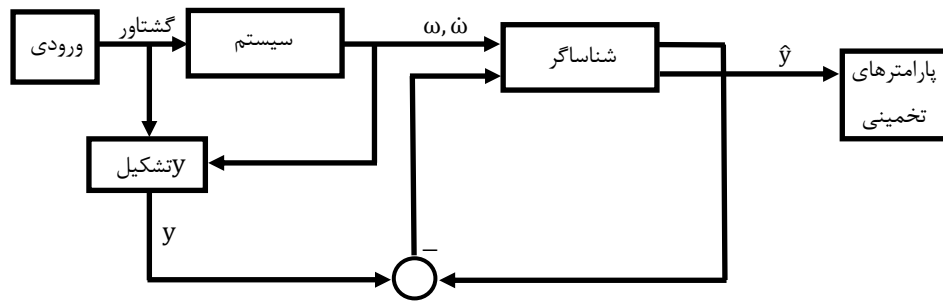 ورودی
گشتاور
سیستم
ω, ω̇
شناساگر
ŷ
پارامترهای
تخمینی
تشکیلy
y
−